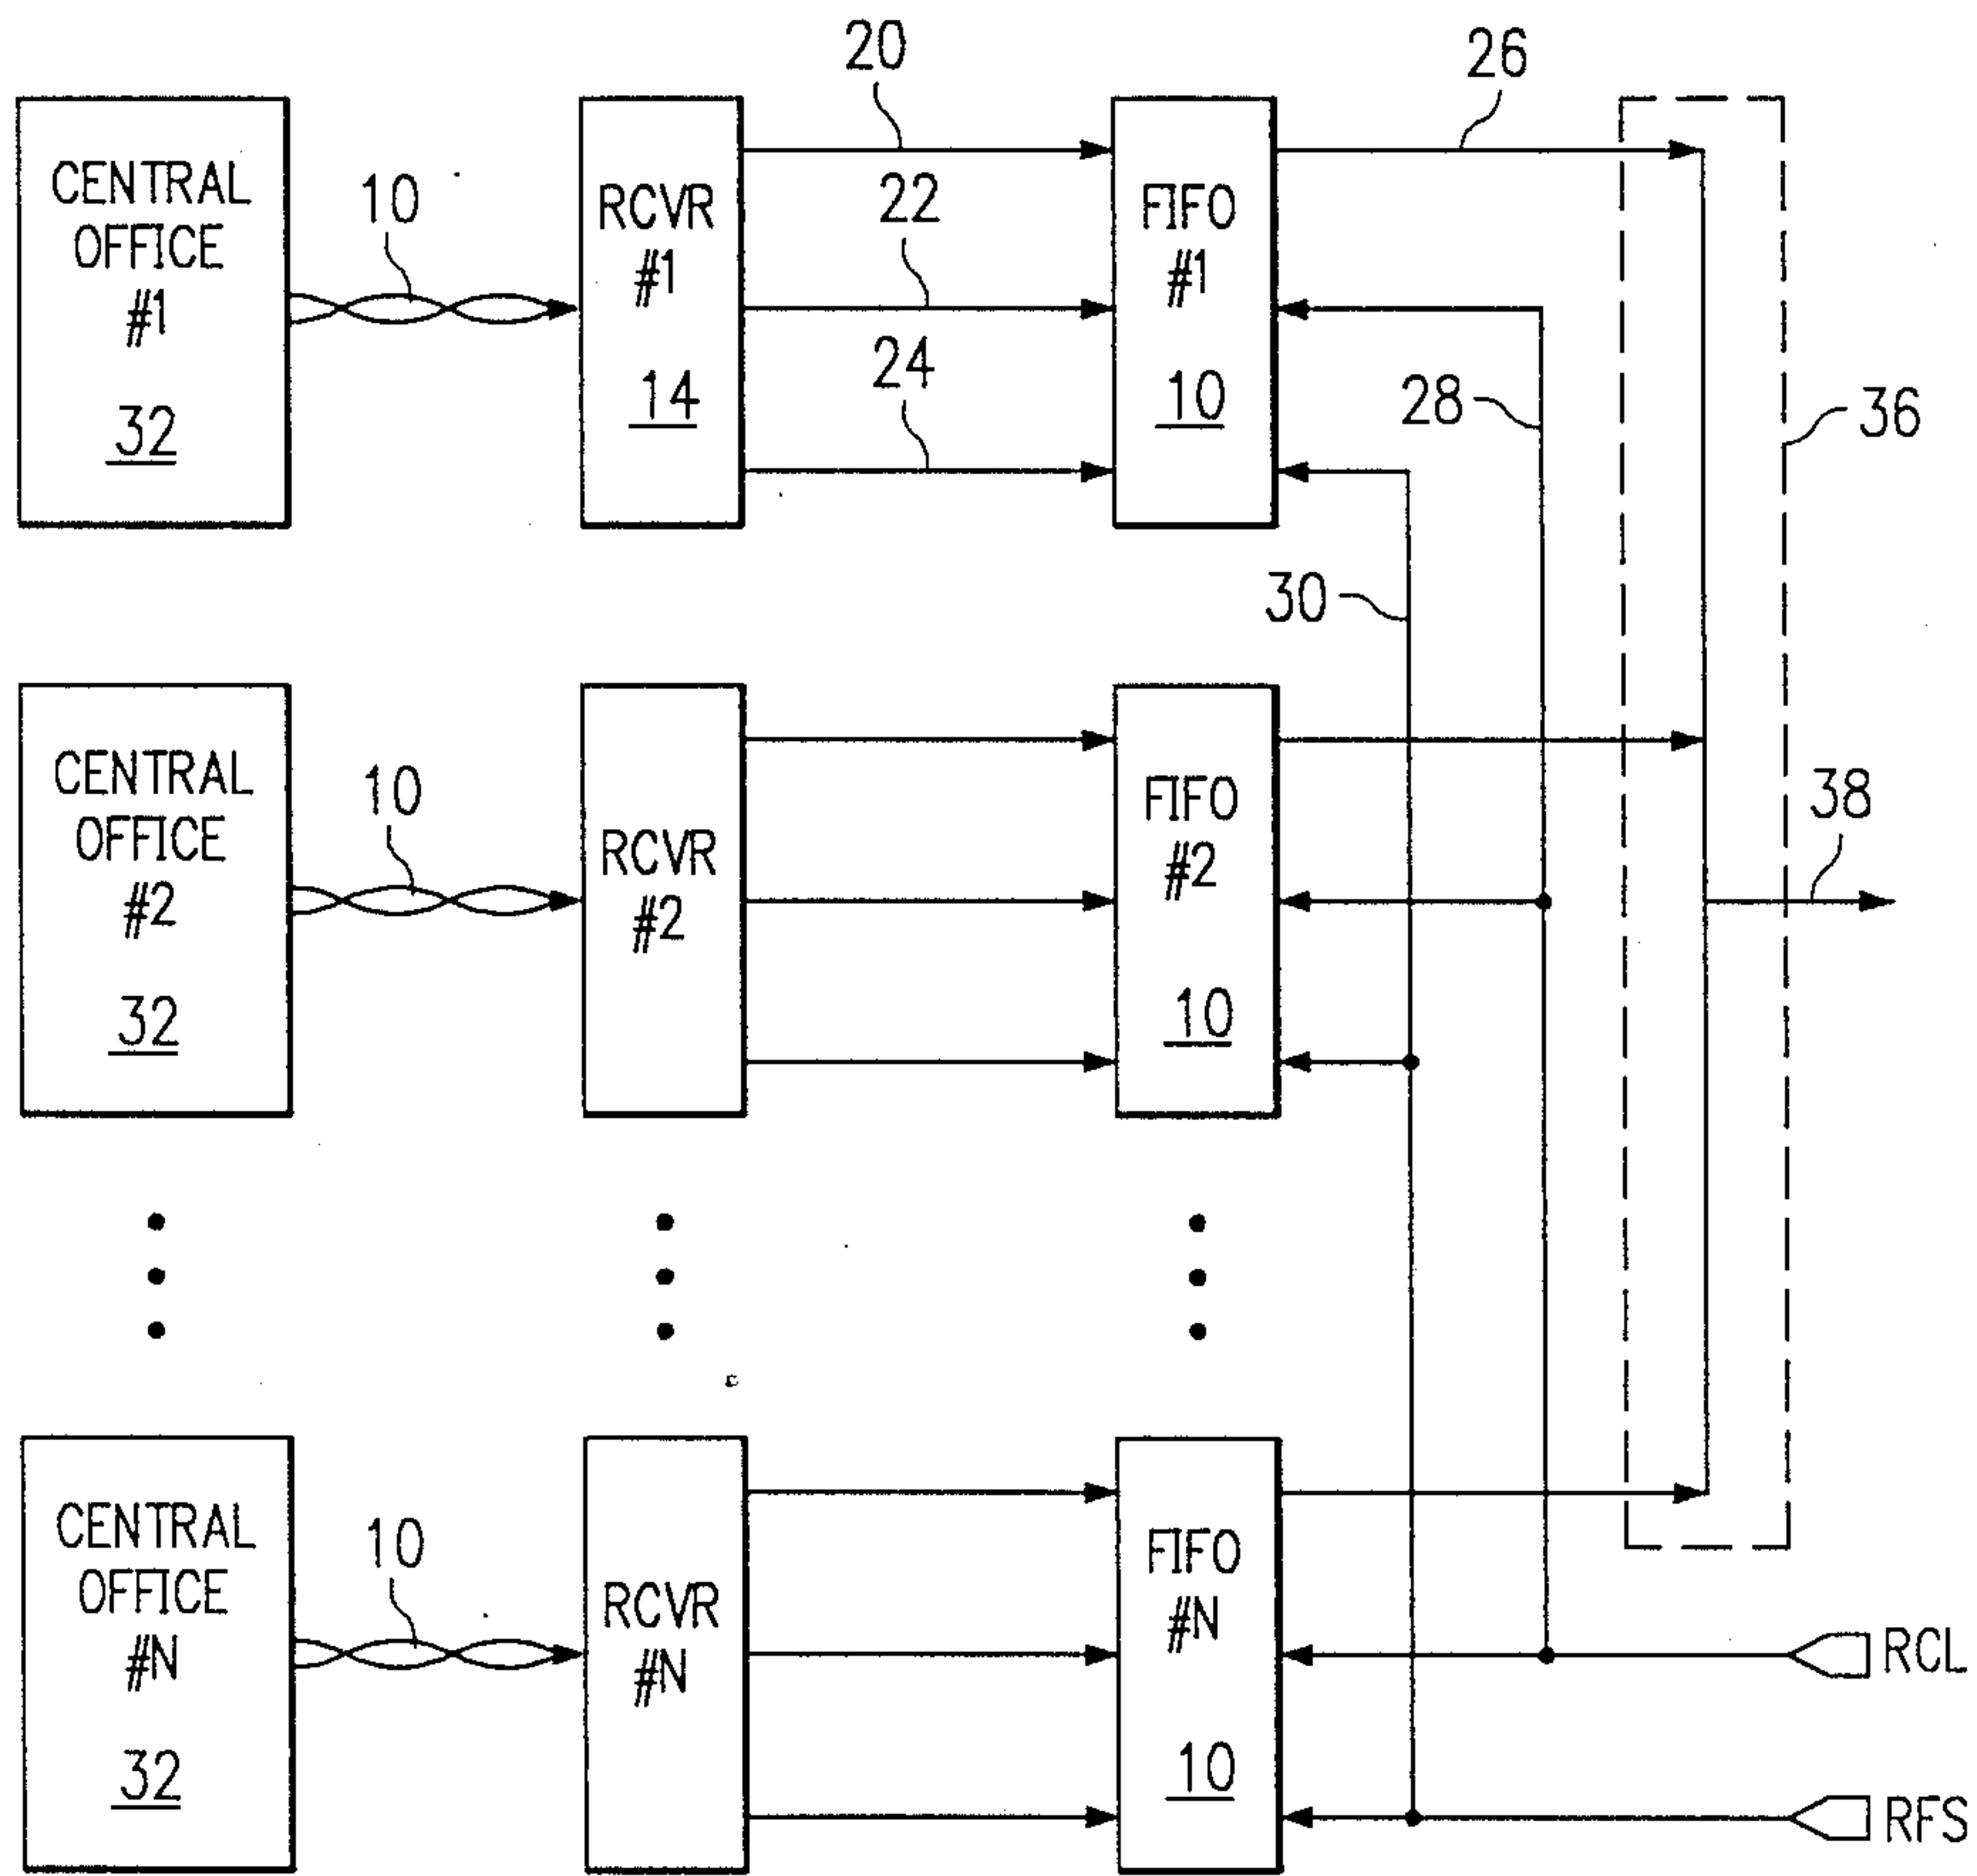 20
26
CENTRAL
OFFICE
#1
32
10
RCVR
#1
14
22
24
FIFO
#1
10
28
36
30
CENTRAL
OFFICE
#2
32
10
RCVR
#2
FIFO
#2
10
38
CENTRAL
OFFICE
#N
32
10
RCVR
#N
FIFO
#N
10
RCL
RFS